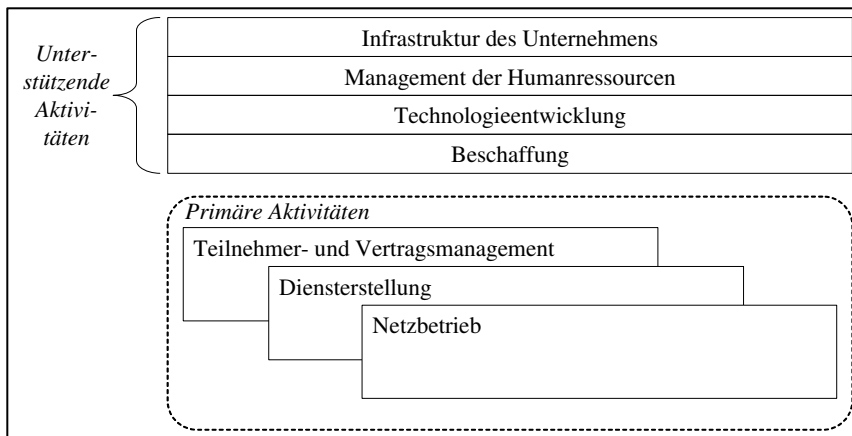 Unter-
stützende
Aktivi-
täten
Infrastruktur des Unternehmens
Management der Humanressourcen
Technologieentwicklung
Beschaffung
Primäre Aktivitäten
Teilnehmer- und Vertragsmanagement
Diensterstellung
Netzbetrieb